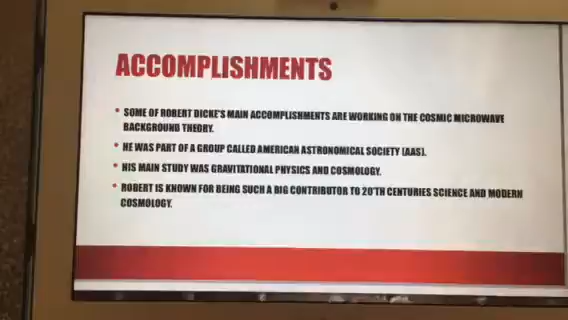 ACCOMPLISHMENTS
• SOME OF ROBERT DICKE'S MAIN ACCOMPLISHMENTS ARE WORKING ON THE COSMIC MICROWAVE
BACKGROUND THEORY.
• HE WAS PART OF A GROUP CALLED AMERICAN ASTRONOMICAL SOCIETY (AAS).
• HIS MAIN STUDY WAS GRAVITATIONAL PHYSICS AND COSMOLOGY.
• ROBERT IS KNOWN FOR BEING SUCH A BIG CONTRIBUTOR TO 20'TH CENTURIES SCIENCE AND MODERN
COSMOLOGY.